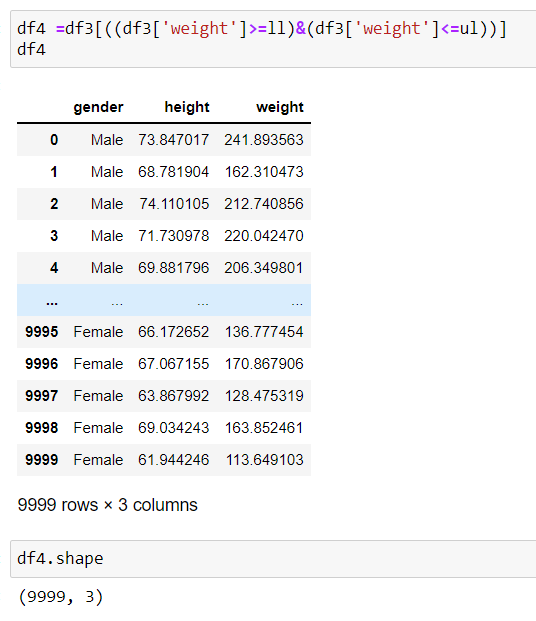 df4 =df3[((df3['weight']>=ll)&(df3['weight']<=ul))]
df4
gender height weight
0 Male 73.847017 241.893563
1 Male 68.781904 162.310473
2 Male 74.110105 212.740856
3 Male 71.730978 220.042470
4 Male 69.881796 206.349801
... ... ... ...
9995 Female 66.172652 136.777454
9996 Female 67.067155 170.867906
9997 Female 63.867992 128.475319
9998 Female 69.034243 163.852461
9999 Female 61.944246 113.649103
9999 rows × 3 columns
df4.shape
(9999, 3)